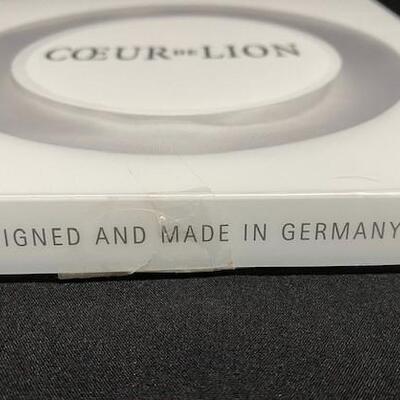 CŒUR DE LION
IGNED AND MADE IN GERMANY